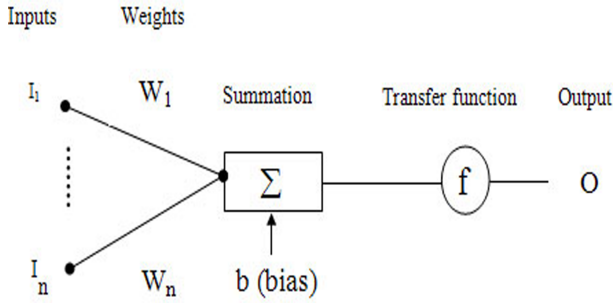 Inputs Weights
I₁ W₁ Summation Transfer function Output
Σ f O
Iₙ Wₙ b (bias)